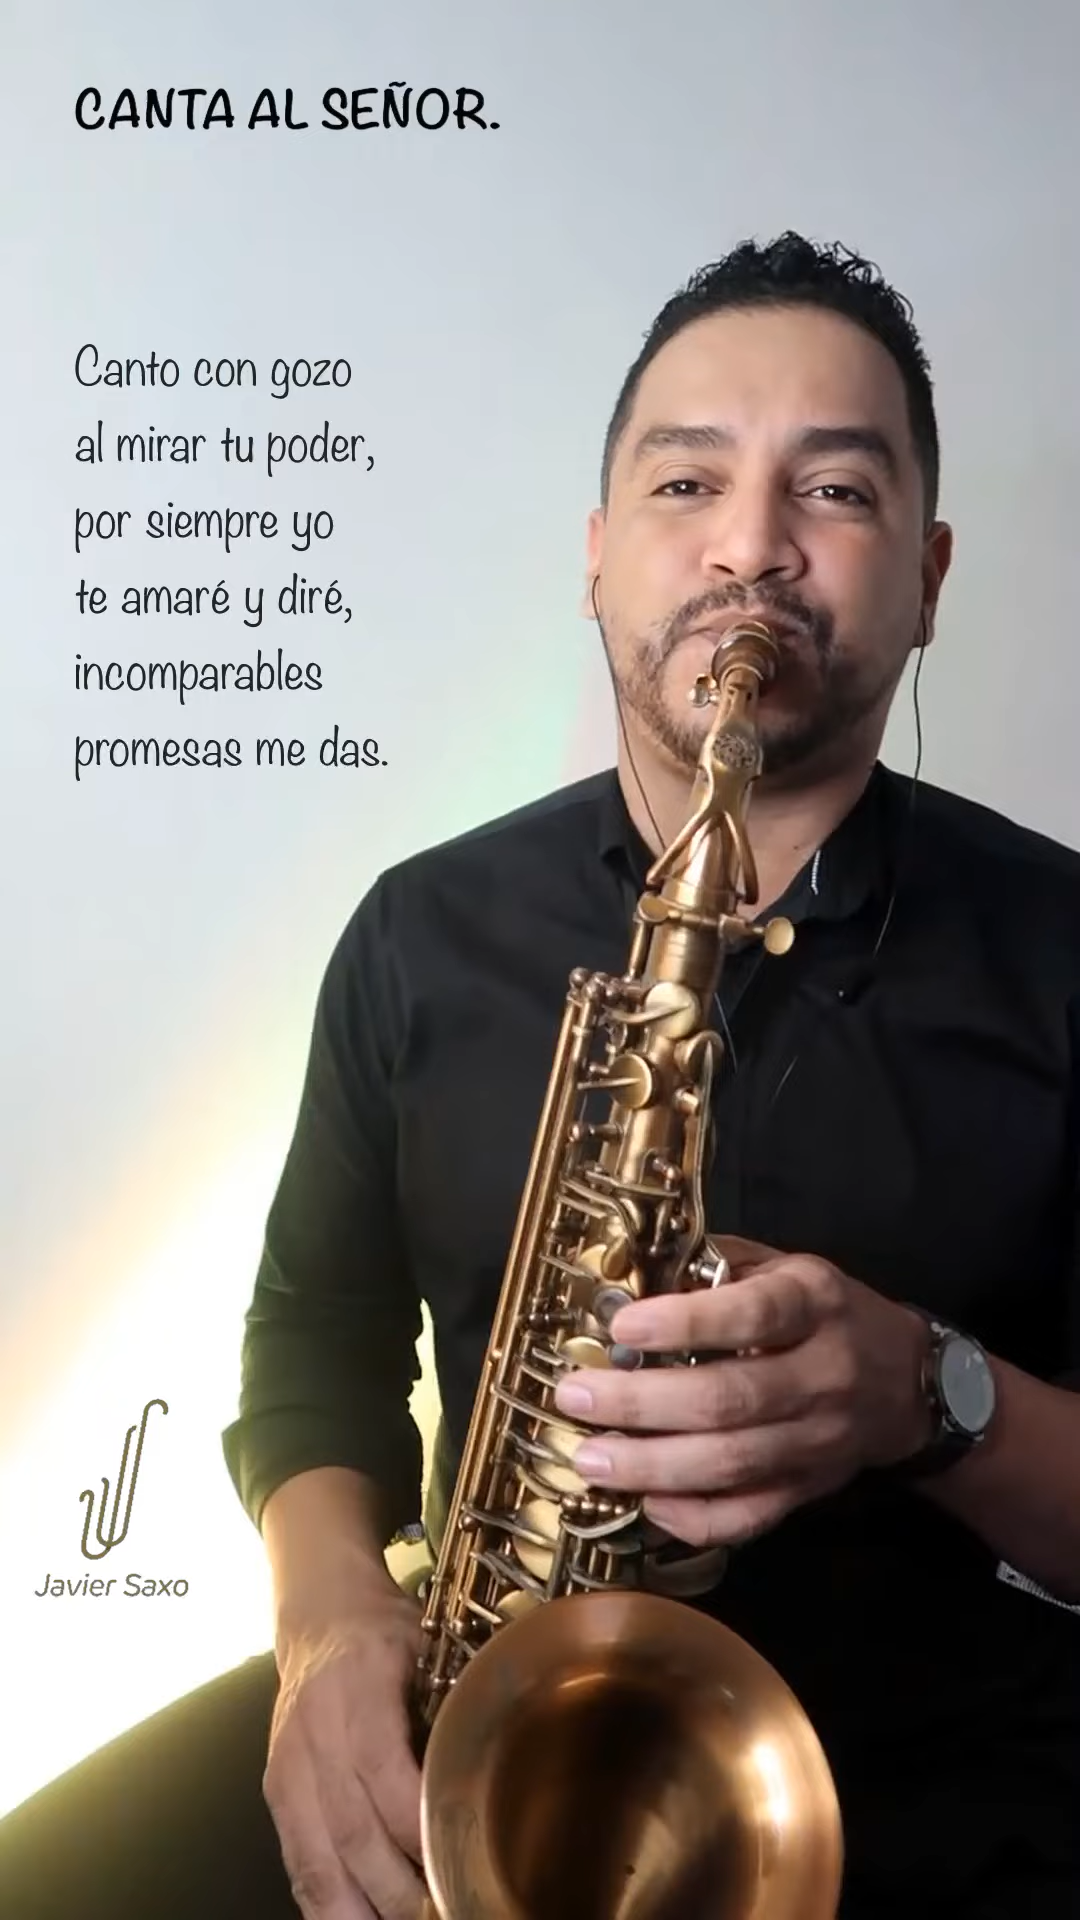 CANTA AL SEÑOR.
Canto con gozo
al mirar tu poder,
por siempre yo
te amaré y diré,
incomparables
promesas me das.
Javier Saxo